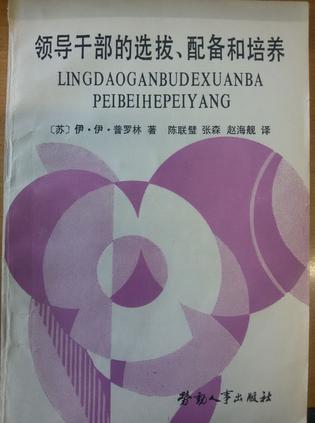 领导干部的选拔、配备和培养
LINGDAOGANBUDEXUANBA
PEIBEIHEPEIYANG
〔苏〕伊·伊·普罗林 著 陈联璧 张森 赵海舰 译
劳动人事出版社